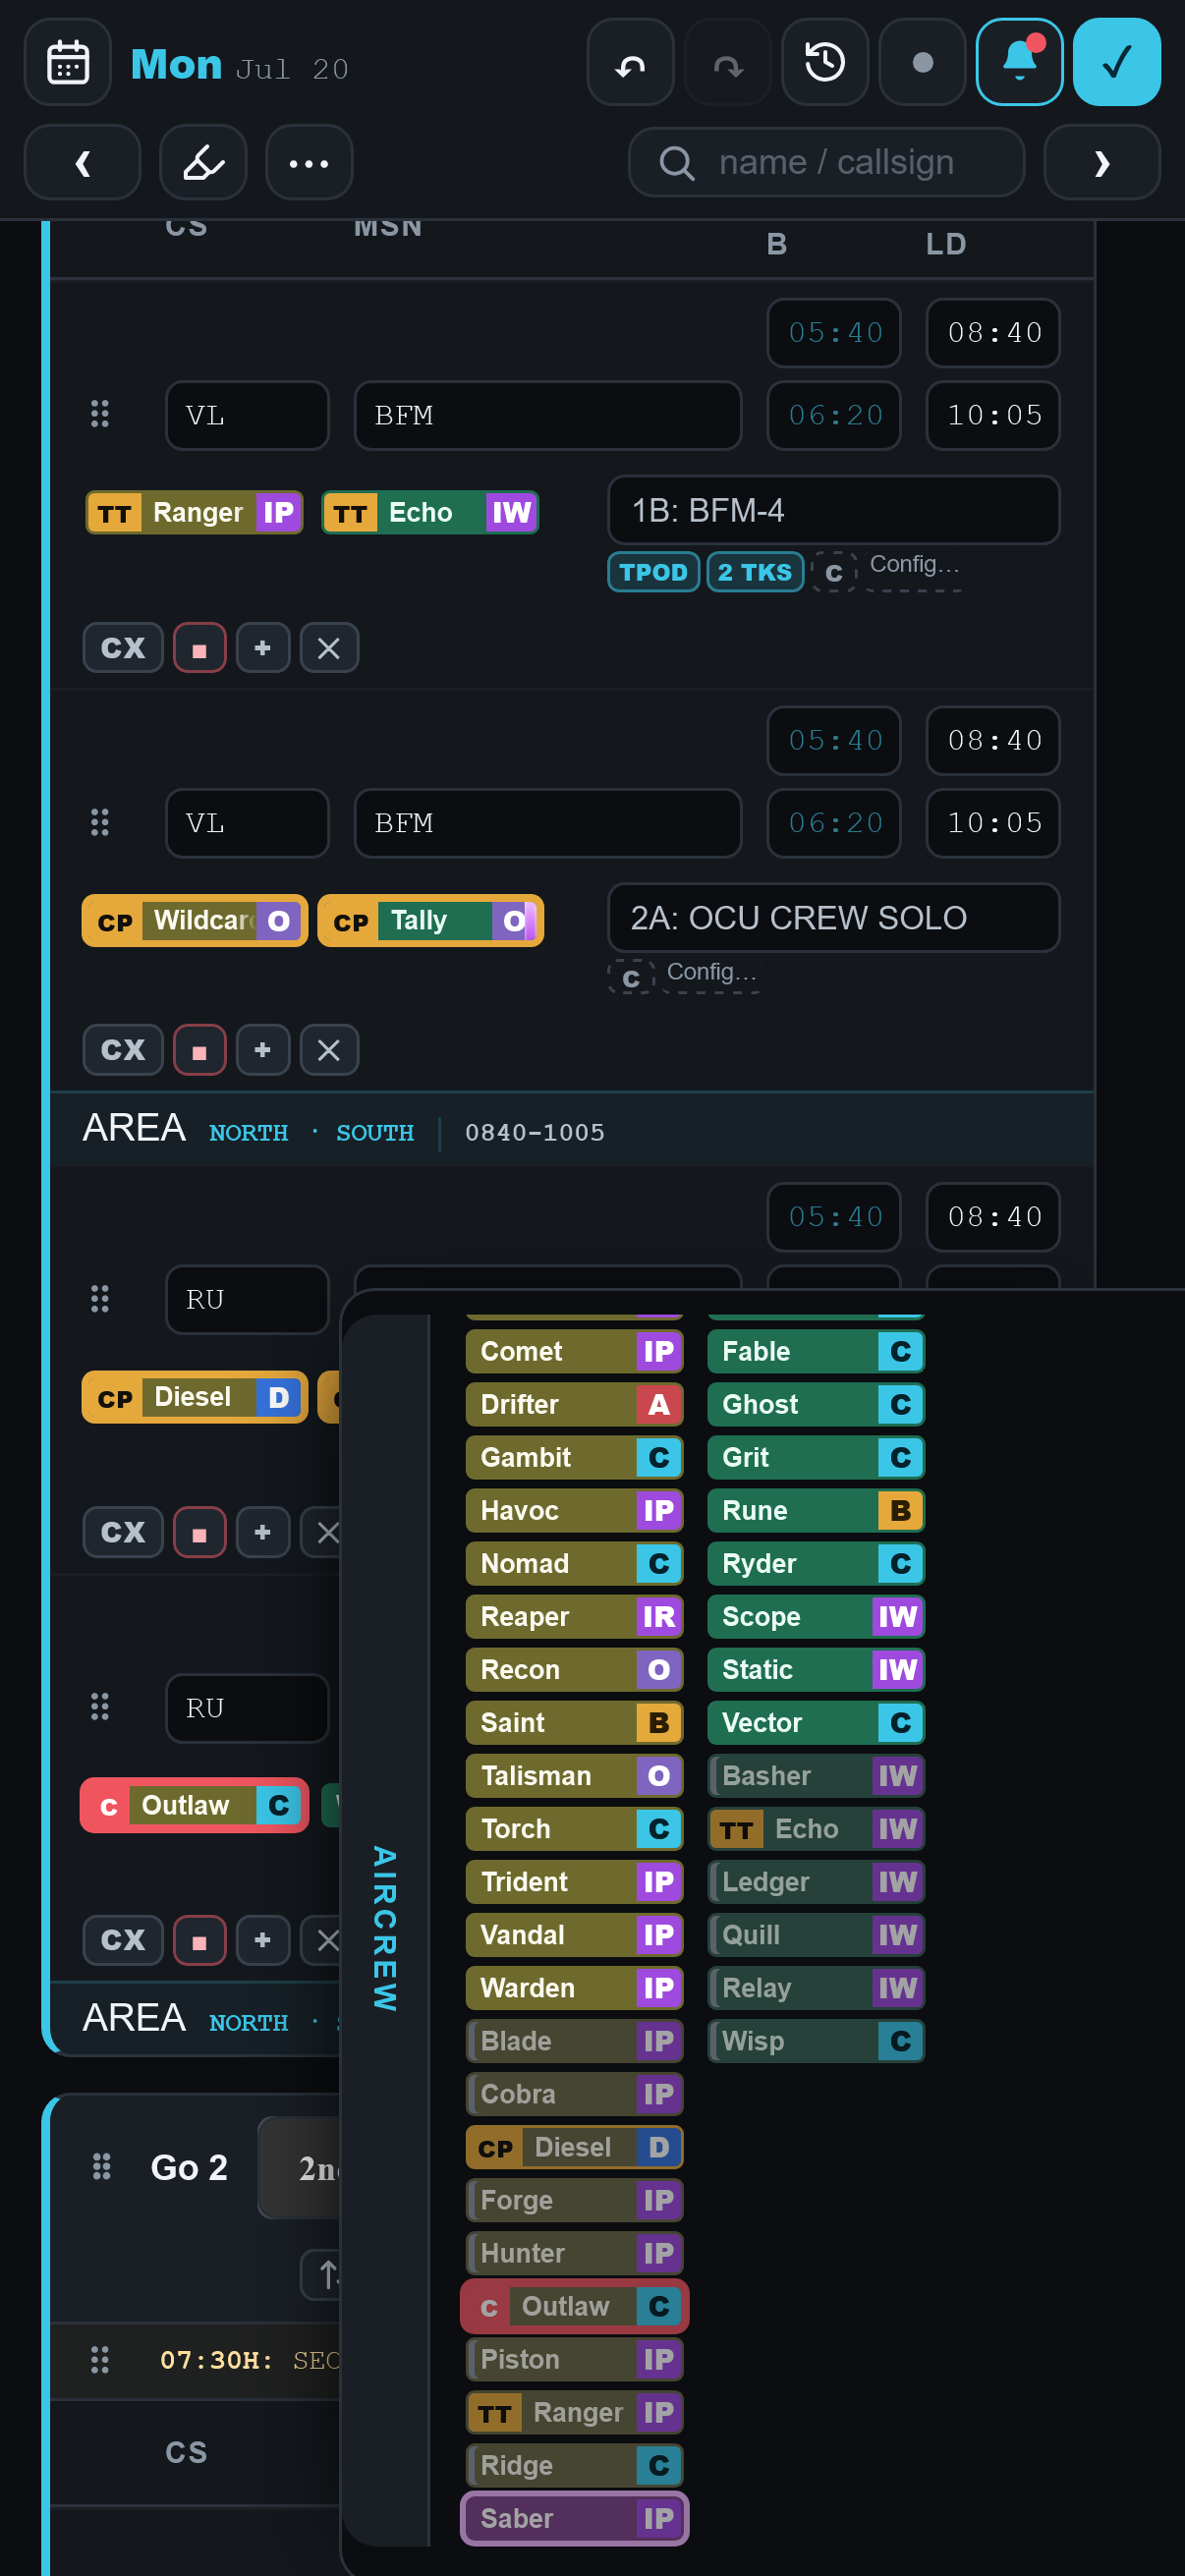 Mon Jul 20
name / callsign
CS MSN B LD
05:40 08:40
VL BFM 06:20 10:05
TT Ranger IP TT Echo IW 1B: BFM-4
TPOD 2 TKS C Config...
CX +
05:40 08:40
VL BFM 06:20 10:05
CP Wildcar O CP Tally O 2A: OCU CREW SOLO
C Config...
CX +
AREA NORTH · SOUTH 0840-1005
05:40 08:40
RU
CP Diesel D
CX +
RU
C Outlaw C
CX +
AREA NORTH ·
Go 2
07:30H:
CS
AIRCREW
Comet IP
Drifter A
Gambit C
Havoc IP
Nomad C
Reaper IR
Recon O
Saint B
Talisman O
Torch C
Trident IP
Vandal IP
Warden IP
Blade IP
Cobra IP
CP Diesel D
Forge IP
Hunter IP
C Outlaw C
Piston IP
TT Ranger IP
Ridge C
Saber IP
Fable C
Ghost C
Grit C
Rune B
Ryder C
Scope IW
Static IW
Vector C
Basher IW
TT Echo IW
Ledger IW
Quill IW
Relay IW
Wisp C